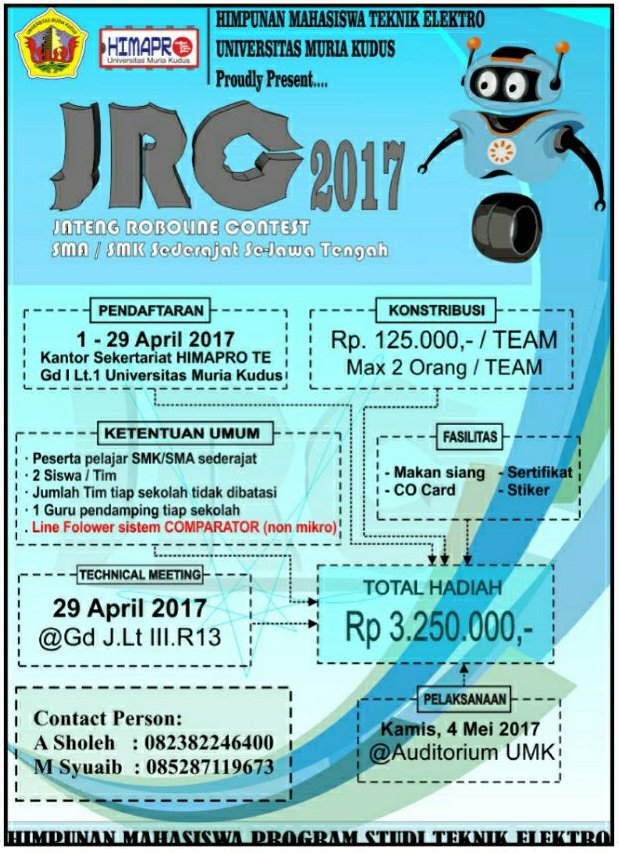 HIMPUNAN MAHASISWA TEKNIK ELEKTRO
UNIVERSITAS MURIA KUDUS
Proudly Present....
UNIVERSITAS MURIA KUDUS
HIMAPRO TE
Universitas Muria Kudus
JRC 2017
JATENG ROBOLINE CONTEST
SMA / SMK Sederajat Se-Jawa Tengah
PENDAFTARAN
1 - 29 April 2017
Kantor Sekertariat HIMAPRO TE
Gd I Lt.1 Universitas Muria Kudus
KONSTRIBUSI
Rp. 125.000,- / TEAM
Max 2 Orang / TEAM
KETENTUAN UMUM
· Peserta pelajar SMK/SMA sederajat
· 2 Siswa / Tim
· Jumlah Tim tiap sekolah tidak dibatasi
· 1 Guru pendamping tiap sekolah
. Line Folower sistem COMPARATOR (non mikro)
FASILITAS
- Makan siang - Sertifikat
- CO Card - Stiker
TECHNICAL MEETING
29 April 2017
@Gd J.Lt III.R13
TOTAL HADIAH
Rp 3.250.000,-
Contact Person:
A Sholeh : 082382246400
M Syuaib : 085287119673
PELAKSANAAN
Kamis, 4 Mei 2017
@Auditorium UMK
HIMPUNAN MAHASISWA PROGRAM STUDI TEKNIK ELEKTRO